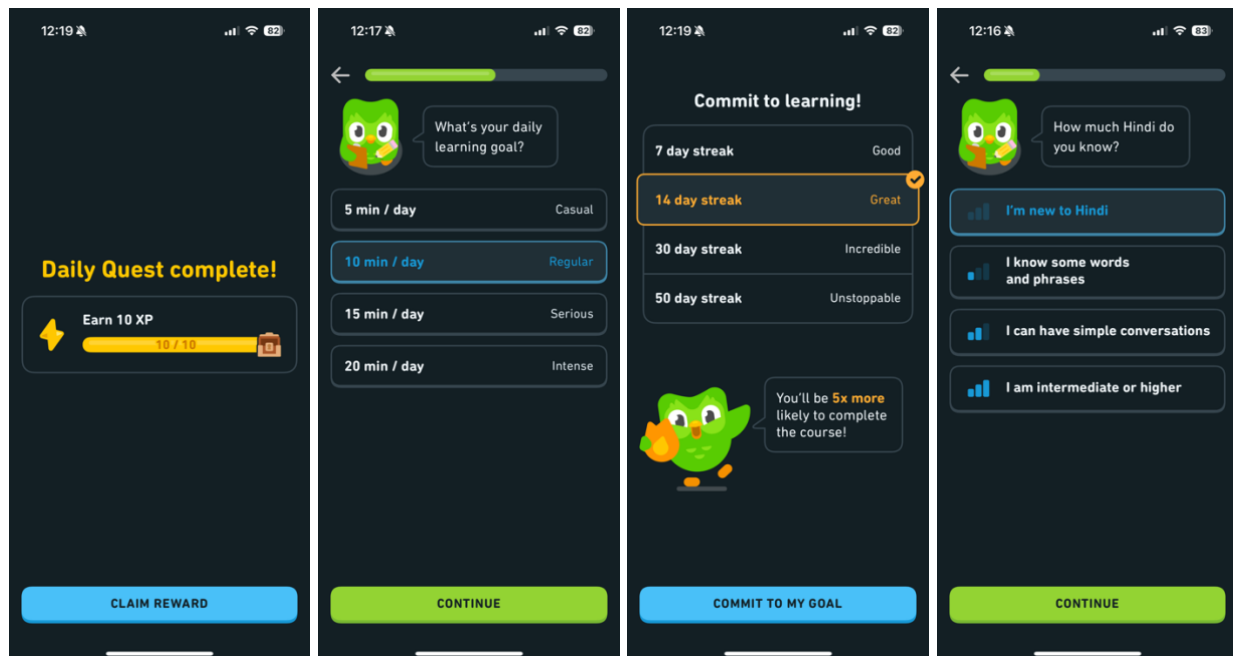 12:19
82
Daily Quest complete!
Earn 10 XP
10 / 10
CLAIM REWARD
12:17
82
What's your daily
learning goal?
5 min / day Casual
10 min / day Regular
15 min / day Serious
20 min / day Intense
CONTINUE
12:19
82
Commit to learning!
7 day streak Good
14 day streak Great
30 day streak Incredible
50 day streak Unstoppable
You'll be 5x more
likely to complete
the course!
COMMIT TO MY GOAL
12:16
83
How much Hindi do
you know?
I'm new to Hindi
I know some words
and phrases
I can have simple conversations
I am intermediate or higher
CONTINUE